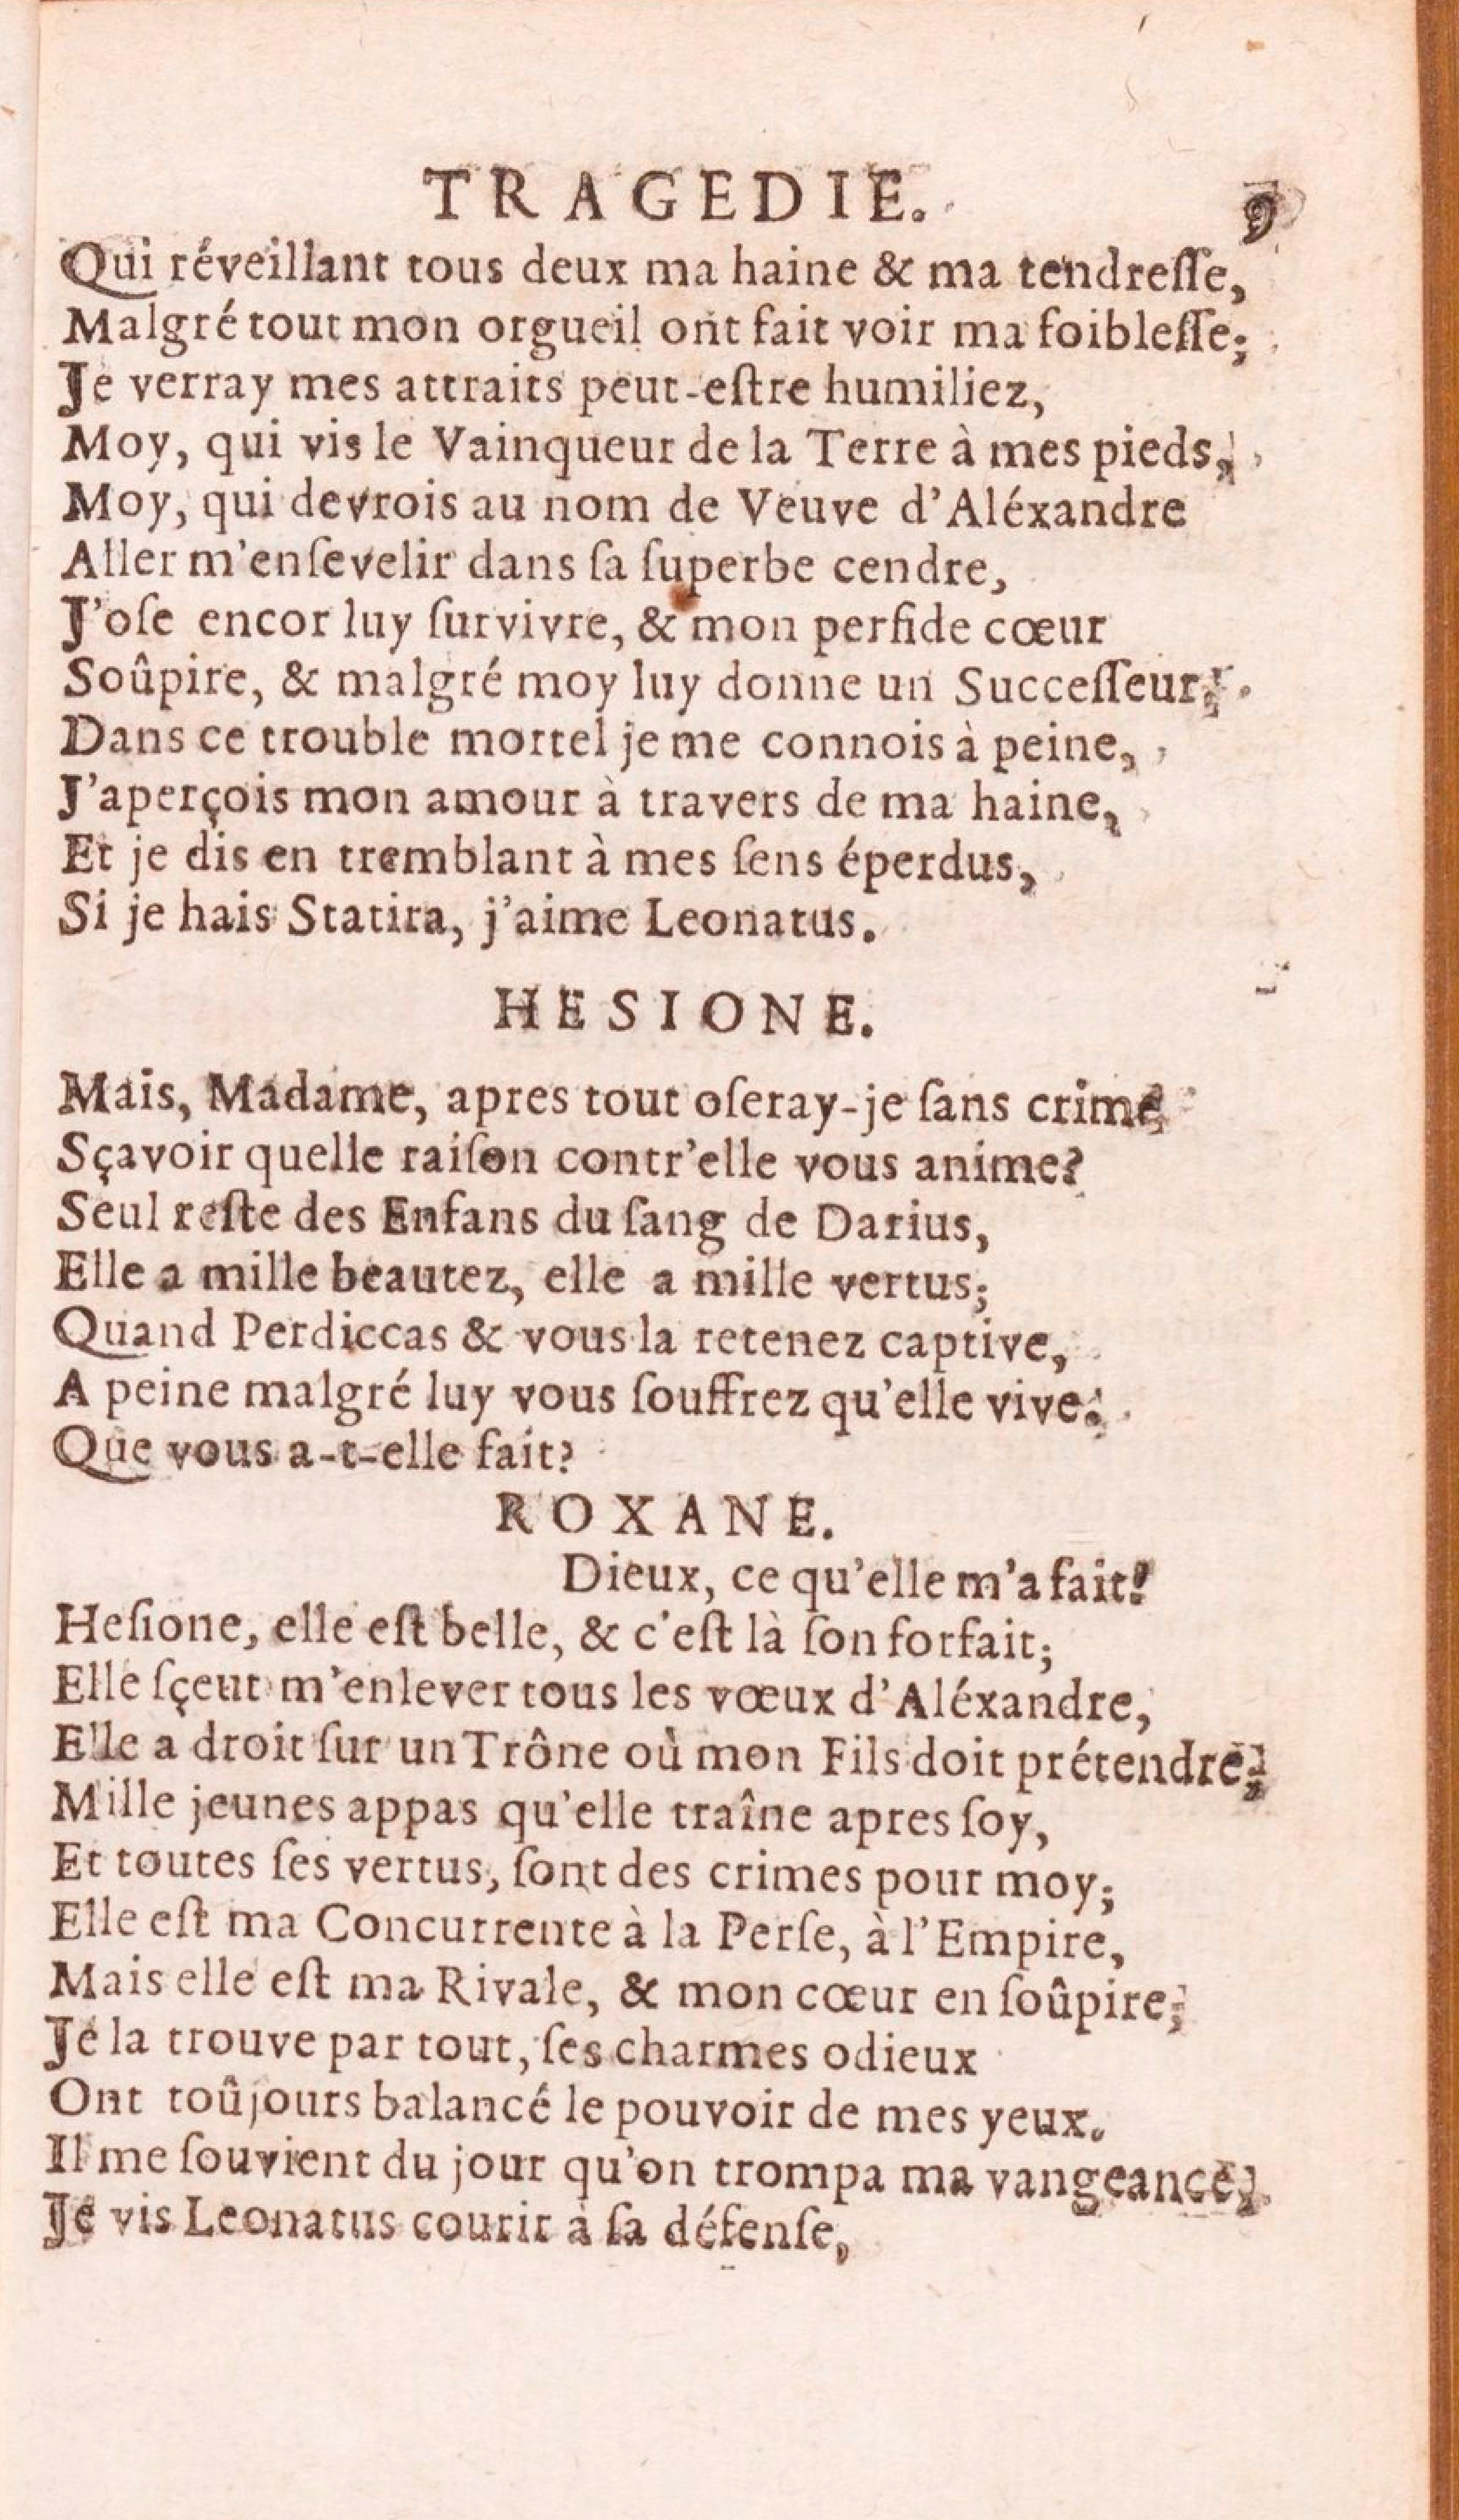 TRAGEDIE. 9
Qui réveillant tous deux ma haine & ma tendreſſe,
Malgré tout mon orgueil ont fait voir ma foibleſſe;
Je verray mes attraits peut-eſtre humiliez,
Moy, qui vis le Vainqueur de la Terre à mes pieds,
Moy, qui devrois au nom de Veuve d'Aléxandre
Aller m'enſevelir dans ſa ſuperbe cendre,
J'oſe encor luy ſurvivre, & mon perfide cœur
Soûpire, & malgré moy luy donne un Succeſſeur;
Dans ce trouble mortel je me connois à peine,
J'aperçois mon amour à travers de ma haine,
Et je dis en tremblant à mes ſens éperdus,
Si je hais Statira, j'aime Leonatus.
HESIONE.
Mais, Madame, apres tout oſeray-je ſans crime
Sçavoir quelle raiſon contr'elle vous anime?
Seul reſte des Enfans du ſang de Darius,
Elle a mille beautez, elle a mille vertus;
Quand Perdiccas & vous la retenez captive,
A peine malgré luy vous ſouffrez qu'elle vive;
Que vous a-t-elle fait?
ROXANE.
Dieux, ce qu'elle m'a fait!
Heſione, elle eſt belle, & c'eſt là ſon forfait;
Elle ſçeut m'enlever tous les vœux d'Aléxandre,
Elle a droit ſur un Trône où mon Fils doit prétendre;
Mille jeunes appas qu'elle traîne apres ſoy,
Et toutes ſes vertus, ſont des crimes pour moy;
Elle eſt ma Concurrente à la Perſe, à l'Empire,
Mais elle eſt ma Rivale, & mon cœur en ſoûpire;
Je la trouve par tout, ſes charmes odieux
Ont toûjours balancé le pouvoir de mes yeux.
Il me ſouvient du jour qu'on trompa ma vangeance;
Je vis Leonatus courir à ſa défenſe,